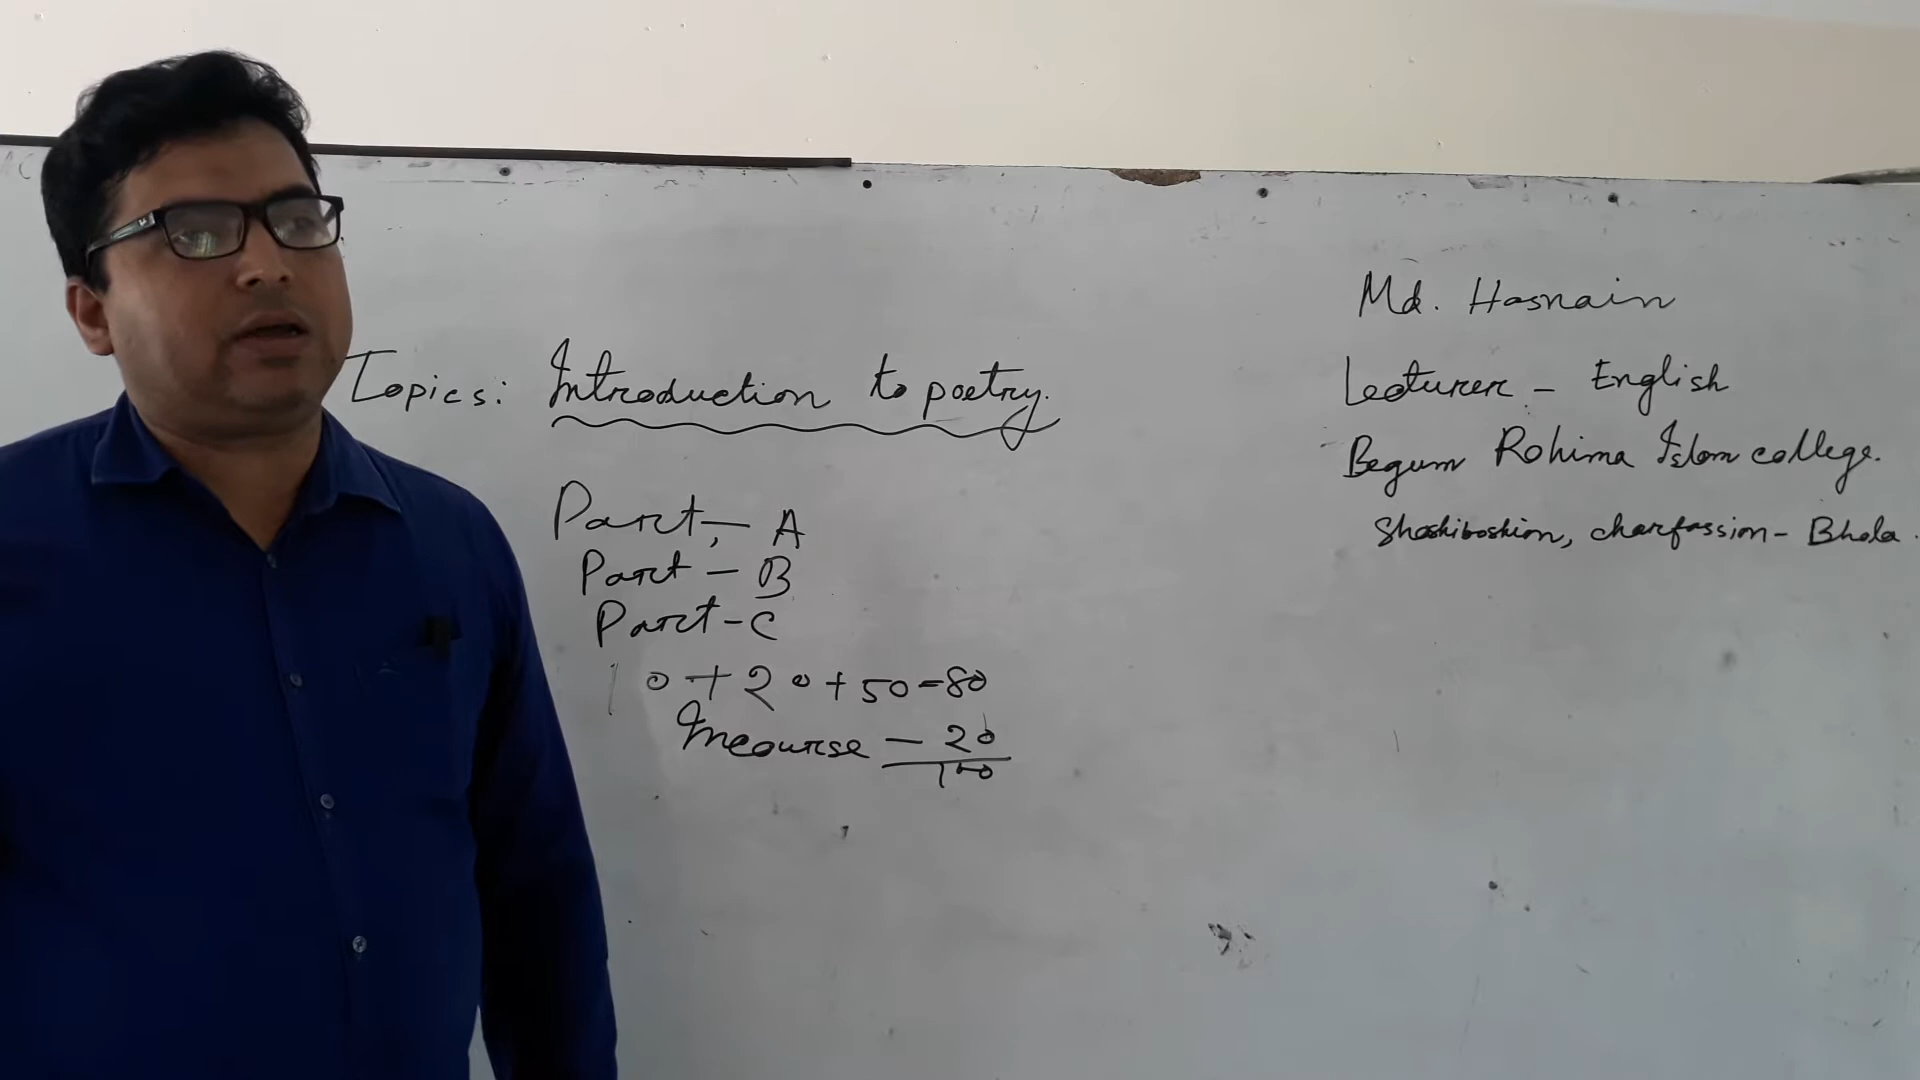 Topics: Introduction to poetry.
Part - A
Part - B
Part - C
10 + 20 + 50 = 80
Incourse - 20
100
Md. Hasnain
Lecturer - English
Begum Rohima Islam college.
Shoshiboshion, charfassion - Bhola.